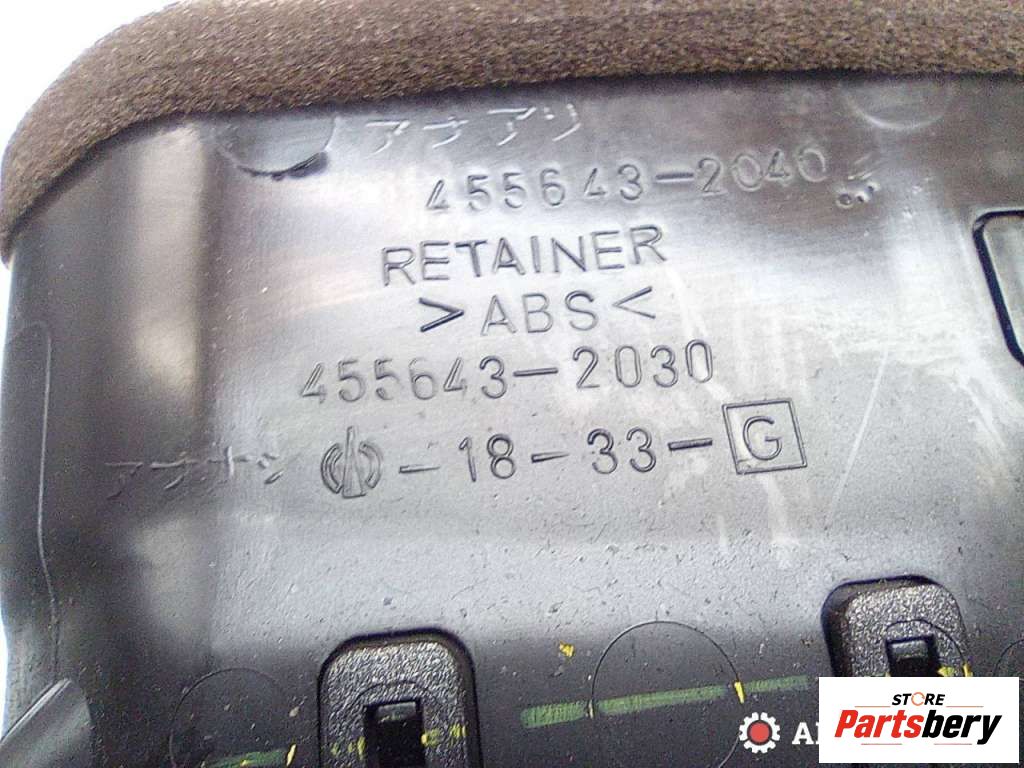 アナアリ
455643-2040
RETAINER
>ABS<
455643-2030
アナナシ
-18-33-G
STORE
Partsbery